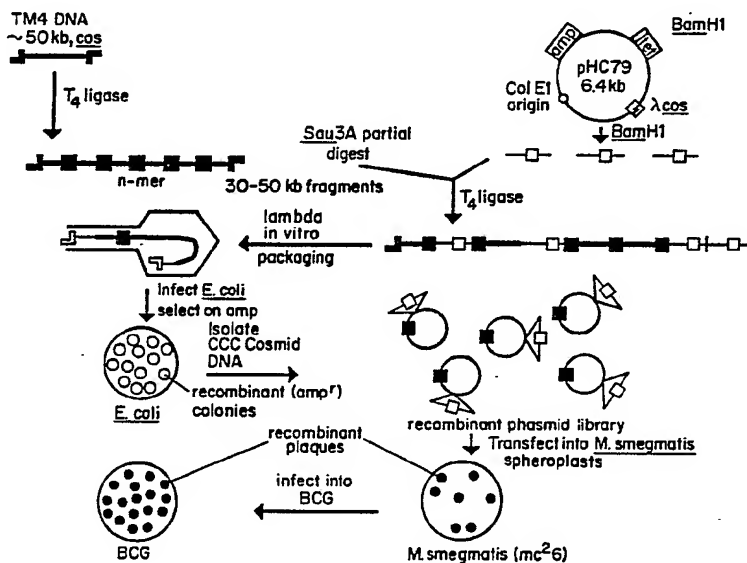 TM4 DNA
~50 kb, cos
T4 ligase
n-mer
amp
tet
BamH1
pHC79
6.4 kb
Col E1
origin
λcos
BamH1
Sau3A partial
digest
30-50 kb fragments
T4 ligase
lambda
in vitro
packaging
Infect E. coli
select on amp
Isolate
CCC Cosmid
DNA
recombinant (ampʳ)
colonies
E. coli
recombinant phasmid library
Transfect into M. smegmatis
spheroplasts
recombinant
plaques
infect into
BCG
BCG
M. smegmatis (mc²6)